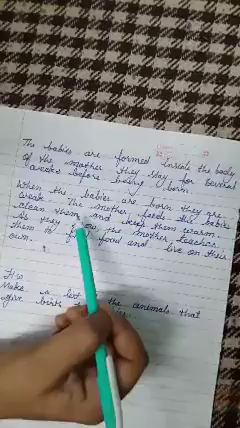 The babies are formed inside the body
of the mother they stay for several
weeks before being born
When the babies are born they are
weak. The mother feeds the babies
clean them and keep them warm.
As they grow the mother teaches
them to find food and live on their
own.
Make a list the animals that
give birth